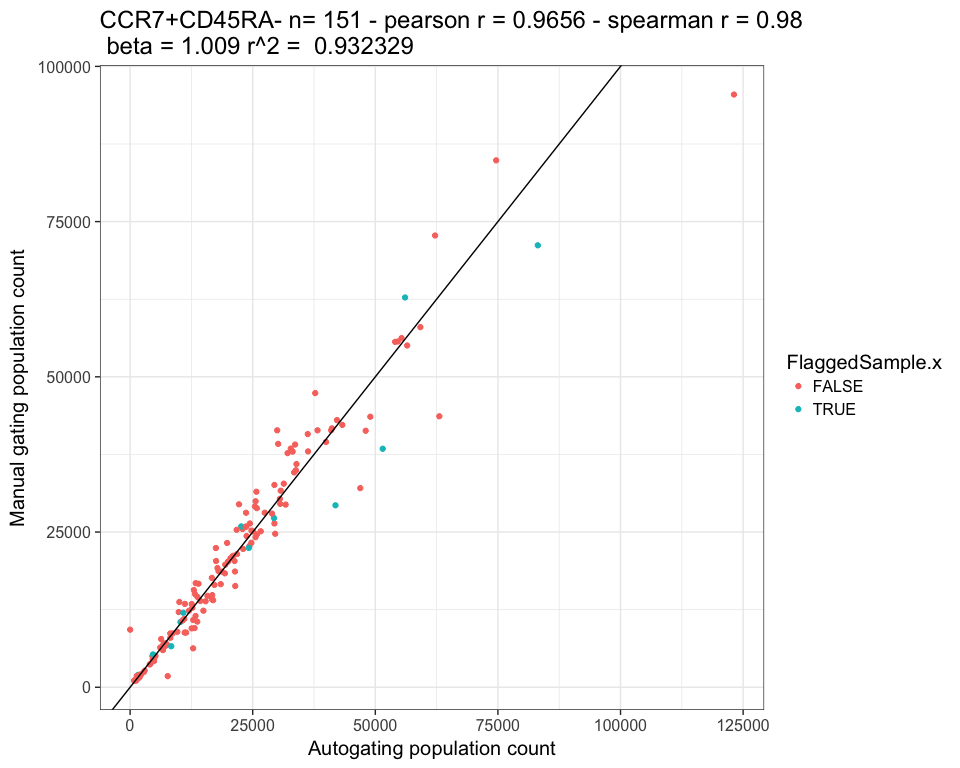 CCR7+CD45RA- n= 151 - pearson r = 0.9656 - spearman r = 0.98
beta = 1.009 r^2 =  0.932329
100000
75000
50000
25000
0
Manual gating population count
0 25000 50000 75000 100000 125000
Autogating population count
FlaggedSample.x
FALSE
TRUE